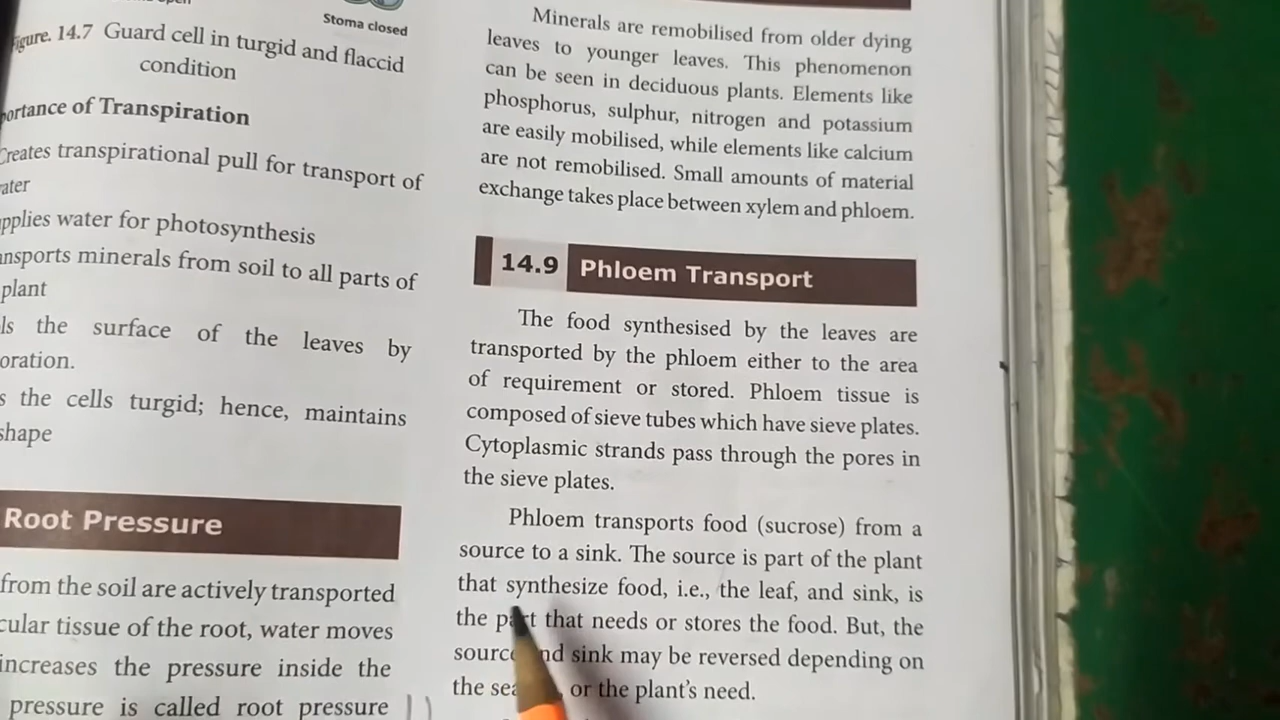 Stoma closed
Figure. 14.7 Guard cell in turgid and flaccid
condition
portance of Transpiration
Creates transpirational pull for transport of
ater
pplies water for photosynthesis
ansports minerals from soil to all parts of
plant
ls the surface of the leaves by
oration.
s the cells turgid; hence, maintains
shape
Root Pressure
from the soil are actively transported
cular tissue of the root, water moves
increases the pressure inside the
pressure is called root pressure
Minerals are remobilised from older dying
leaves to younger leaves. This phenomenon
can be seen in deciduous plants. Elements like
phosphorus, sulphur, nitrogen and potassium
are easily mobilised, while elements like calcium
are not remobilised. Small amounts of material
exchange takes place between xylem and phloem.
14.9 Phloem Transport
The food synthesised by the leaves are
transported by the phloem either to the area
of requirement or stored. Phloem tissue is
composed of sieve tubes which have sieve plates.
Cytoplasmic strands pass through the pores in
the sieve plates.
Phloem transports food (sucrose) from a
source to a sink. The source is part of the plant
that synthesize food, i.e., the leaf, and sink, is
the part that needs or stores the food. But, the
source and sink may be reversed depending on
the sea or the plant's need.